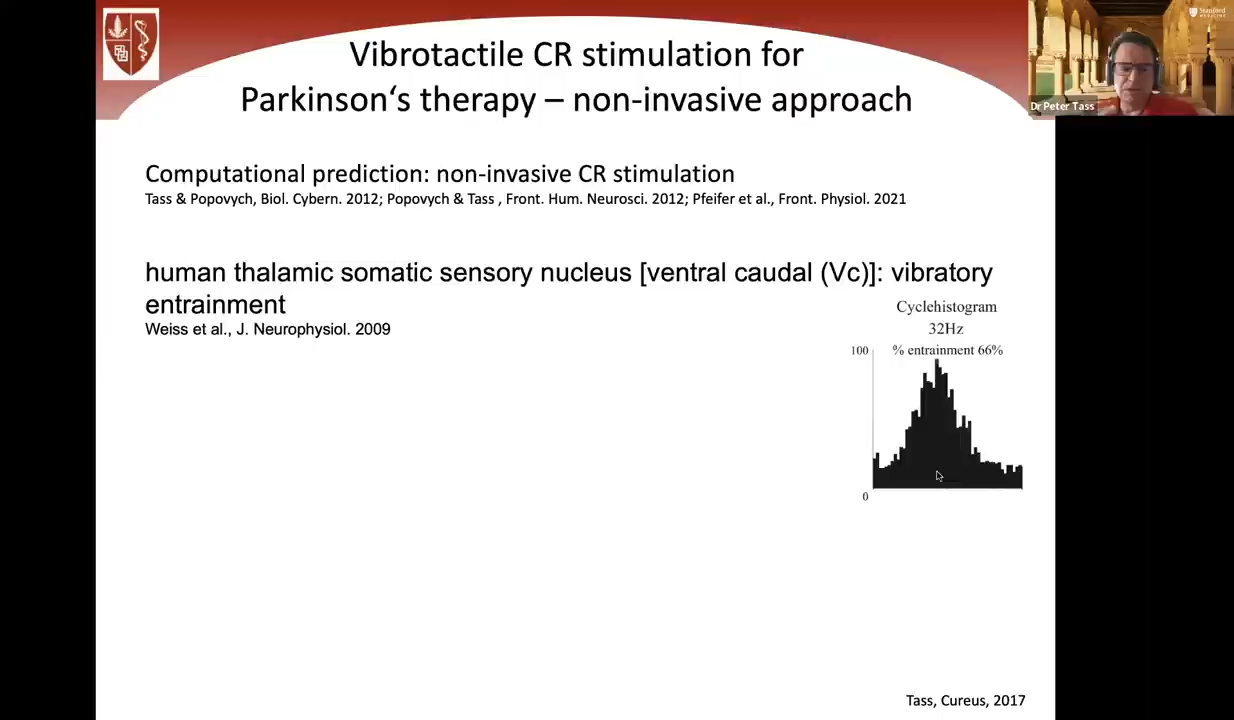 Vibrotactile CR stimulation for
Parkinson‘s therapy – non-invasive approach
Stanford
MEDICINE
Dr Peter Tass
Computational prediction: non-invasive CR stimulation
Tass & Popovych, Biol. Cybern. 2012; Popovych & Tass , Front. Hum. Neurosci. 2012; Pfeifer et al., Front. Physiol. 2021
human thalamic somatic sensory nucleus [ventral caudal (Vc)]: vibratory
entrainment
Weiss et al., J. Neurophysiol. 2009
Cyclehistogram
32Hz
% entrainment 66%
100
0
Tass, Cureus, 2017